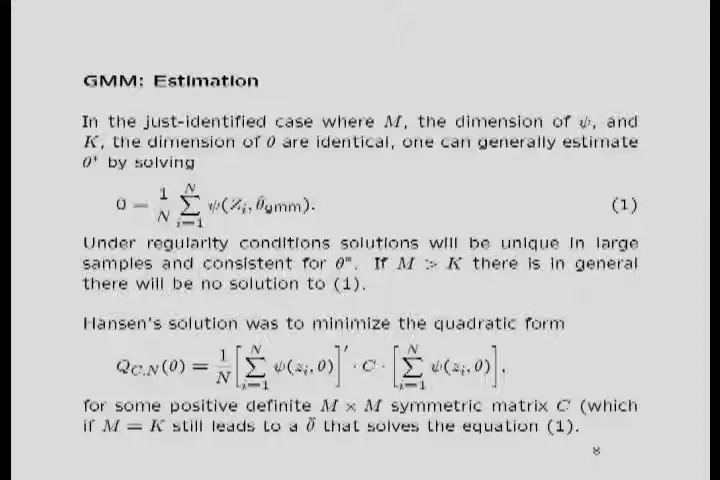 GMM: Estimation
In the just-identified case where M, the dimension of ψ, and
K, the dimension of θ are identical, one can generally estimate
θ* by solving
0 = 1/N ∑_{i=1}^{N} ψ(Z_i, θ̂_gmm). (1)
Under regularity conditions solutions will be unique in large
samples and consistent for θ*. If M > K there is in general
there will be no solution to (1).
Hansen's solution was to minimize the quadratic form
Q_{C,N}(θ) = 1/N [∑_{i=1}^{N} ψ(z_i, θ)]′ · C · [∑_{i=1}^{N} ψ(z_i, θ)],
for some positive definite M × M symmetric matrix C (which
if M = K still leads to a θ̂ that solves the equation (1).
8